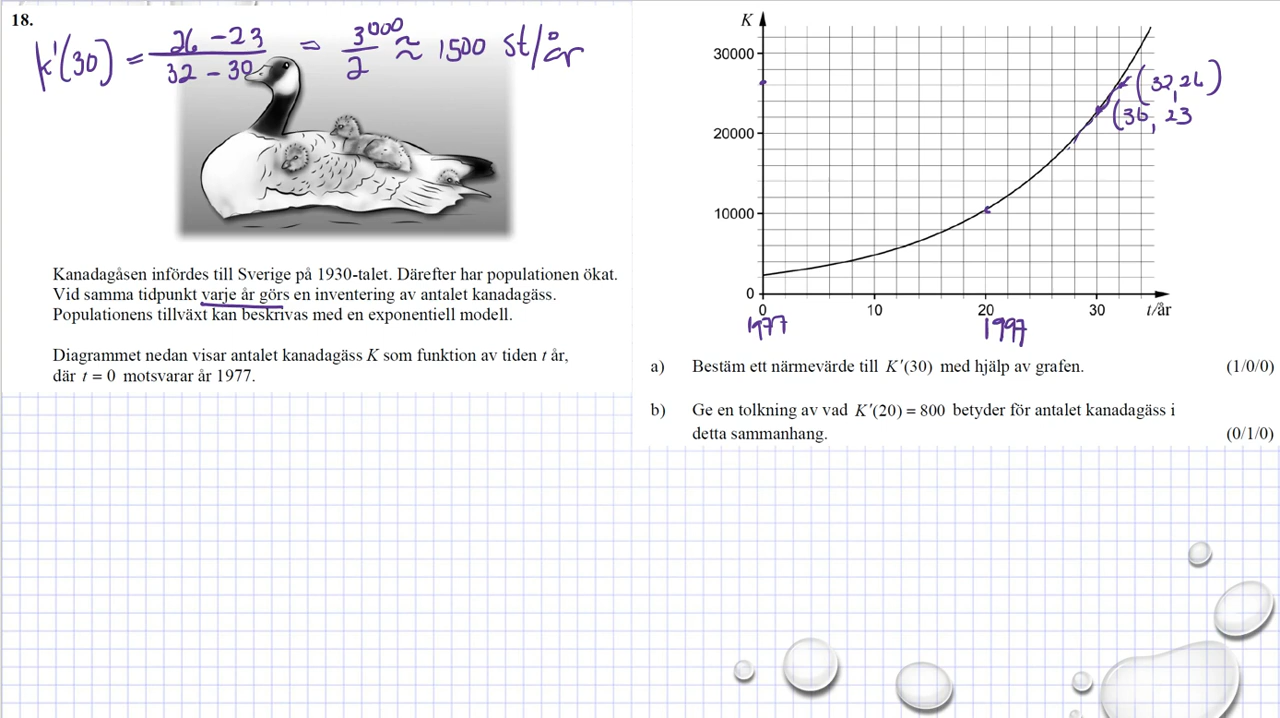 18.
K'(30) = 26 - 23 / 32 - 30 = 3000 / 2 ≈ 1500 st/år
Kanadagåsen infördes till Sverige på 1930-talet. Därefter har populationen ökat.
Vid samma tidpunkt varje år görs en inventering av antalet kanadagäss.
Populationens tillväxt kan beskrivas med en exponentiell modell.
Diagrammet nedan visar antalet kanadagäss K som funktion av tiden t år,
där t = 0 motsvarar år 1977.
K
30000
20000
10000
0
(32,26)
(30, 23
0 10 20 30 t/år
1977 1997
a) Bestäm ett närmevärde till K'(30) med hjälp av grafen. (1/0/0)
b) Ge en tolkning av vad K'(20) = 800 betyder för antalet kanadagäss i
detta sammanhang. (0/1/0)